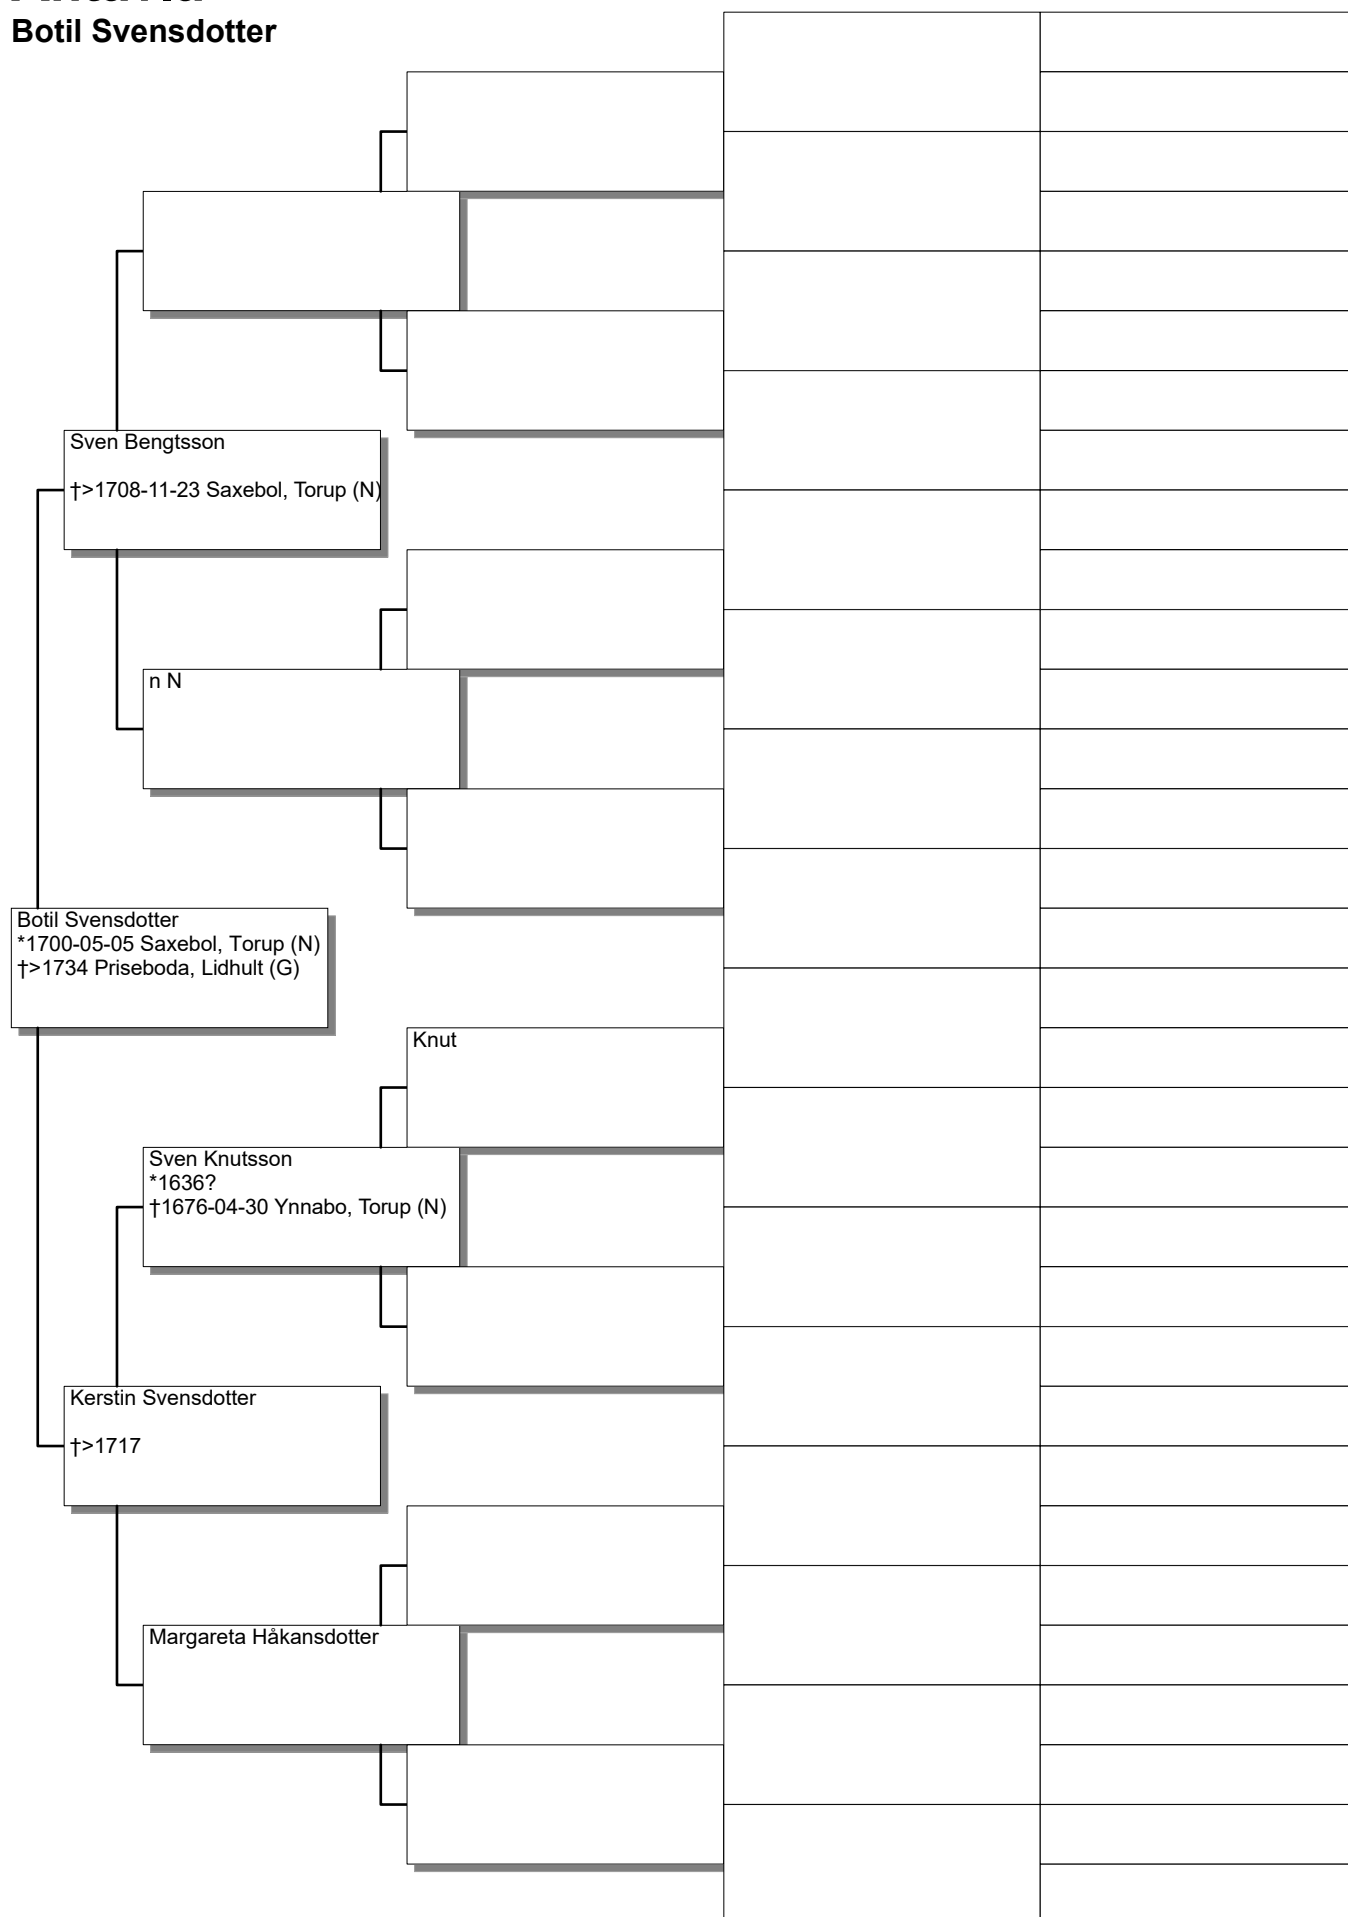 Botil Svensdotter
Sven Bengtsson
†>1708-11-23 Saxebol, Torup (N)
n N
Botil Svensdotter
*1700-05-05 Saxebol, Torup (N)
†>1734 Priseboda, Lidhult (G)
Knut
Sven Knutsson
*1636?
†1676-04-30 Ynnabo, Torup (N)
Kerstin Svensdotter
†>1717
Margareta Håkansdotter